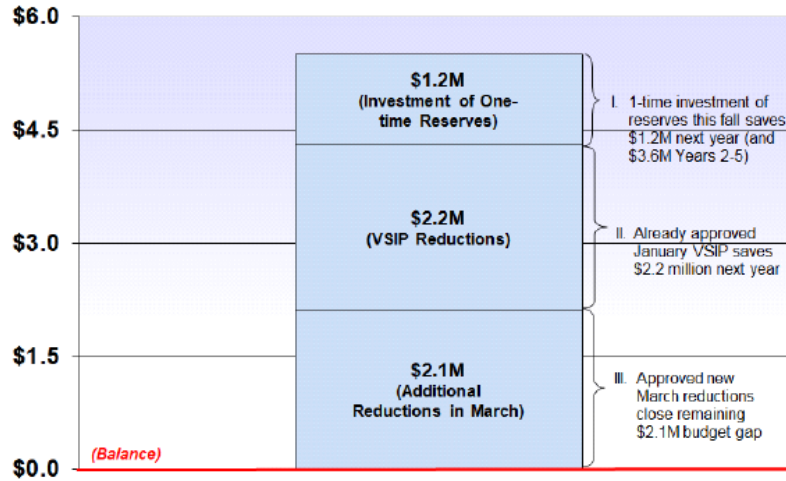 $6.0
$4.5
$3.0
$1.5
$0.0
(Balance)
$1.2M
(Investment of One-
time Reserves)
$2.2M
(VSIP Reductions)
$2.1M
(Additional
Reductions in March)
I. 1-time investment of
reserves this fall saves
$1.2M next year (and
$3.6M Years 2-5)
II. Already approved
January VSIP saves
$2.2 million next year
III. Approved new
March reductions
close remaining
$2.1M budget gap